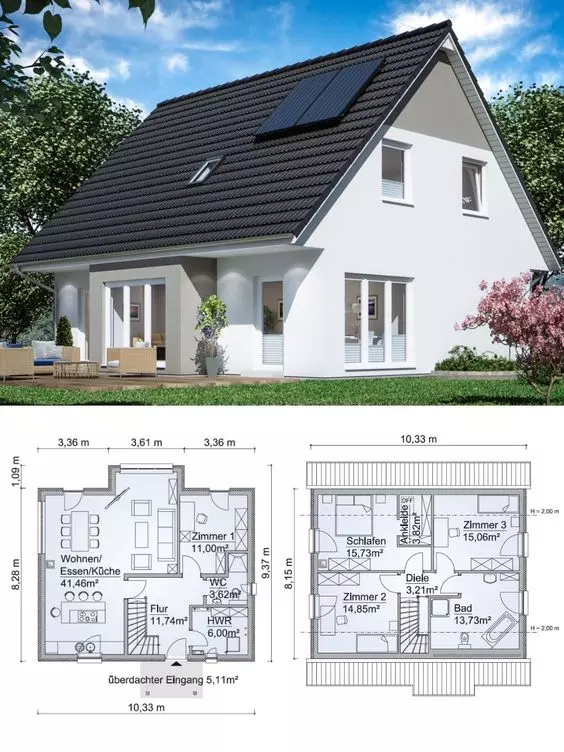 3,36 m
3,61 m
3,36 m
1,09 m
8,28 m
9,37 m
Zimmer 1
11,00m²
Wohnen/
Essen/Küche
41,46m²
WC
3,62m²
Flur
11,74m²
HWR
6,00m²
überdachter Eingang 5,11m²
10,33 m
10,33 m
8,15 m
H = 2,00 m
H = 2,00 m
DFF
Ankleide
3,82m²
Schlafen
15,73m²
Zimmer 3
15,06m²
Diele
3,21m²
Zimmer 2
14,85m²
Bad
13,73m²